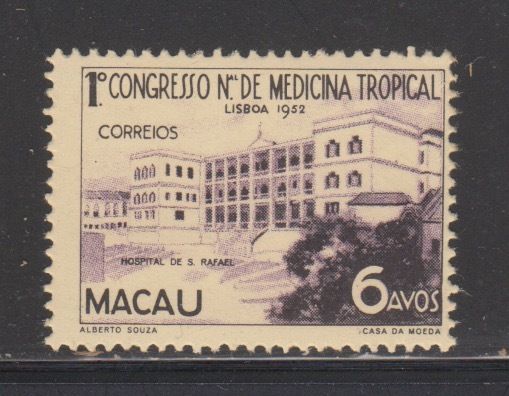 1º CONGRESSO N.AL DE MEDICINA TROPICAL
LISBOA 1952
CORREIOS
HOSPITAL DE S. RAFAEL
MACAU
6 AVOS
ALBERTO SOUZA
CASA DA MOEDA